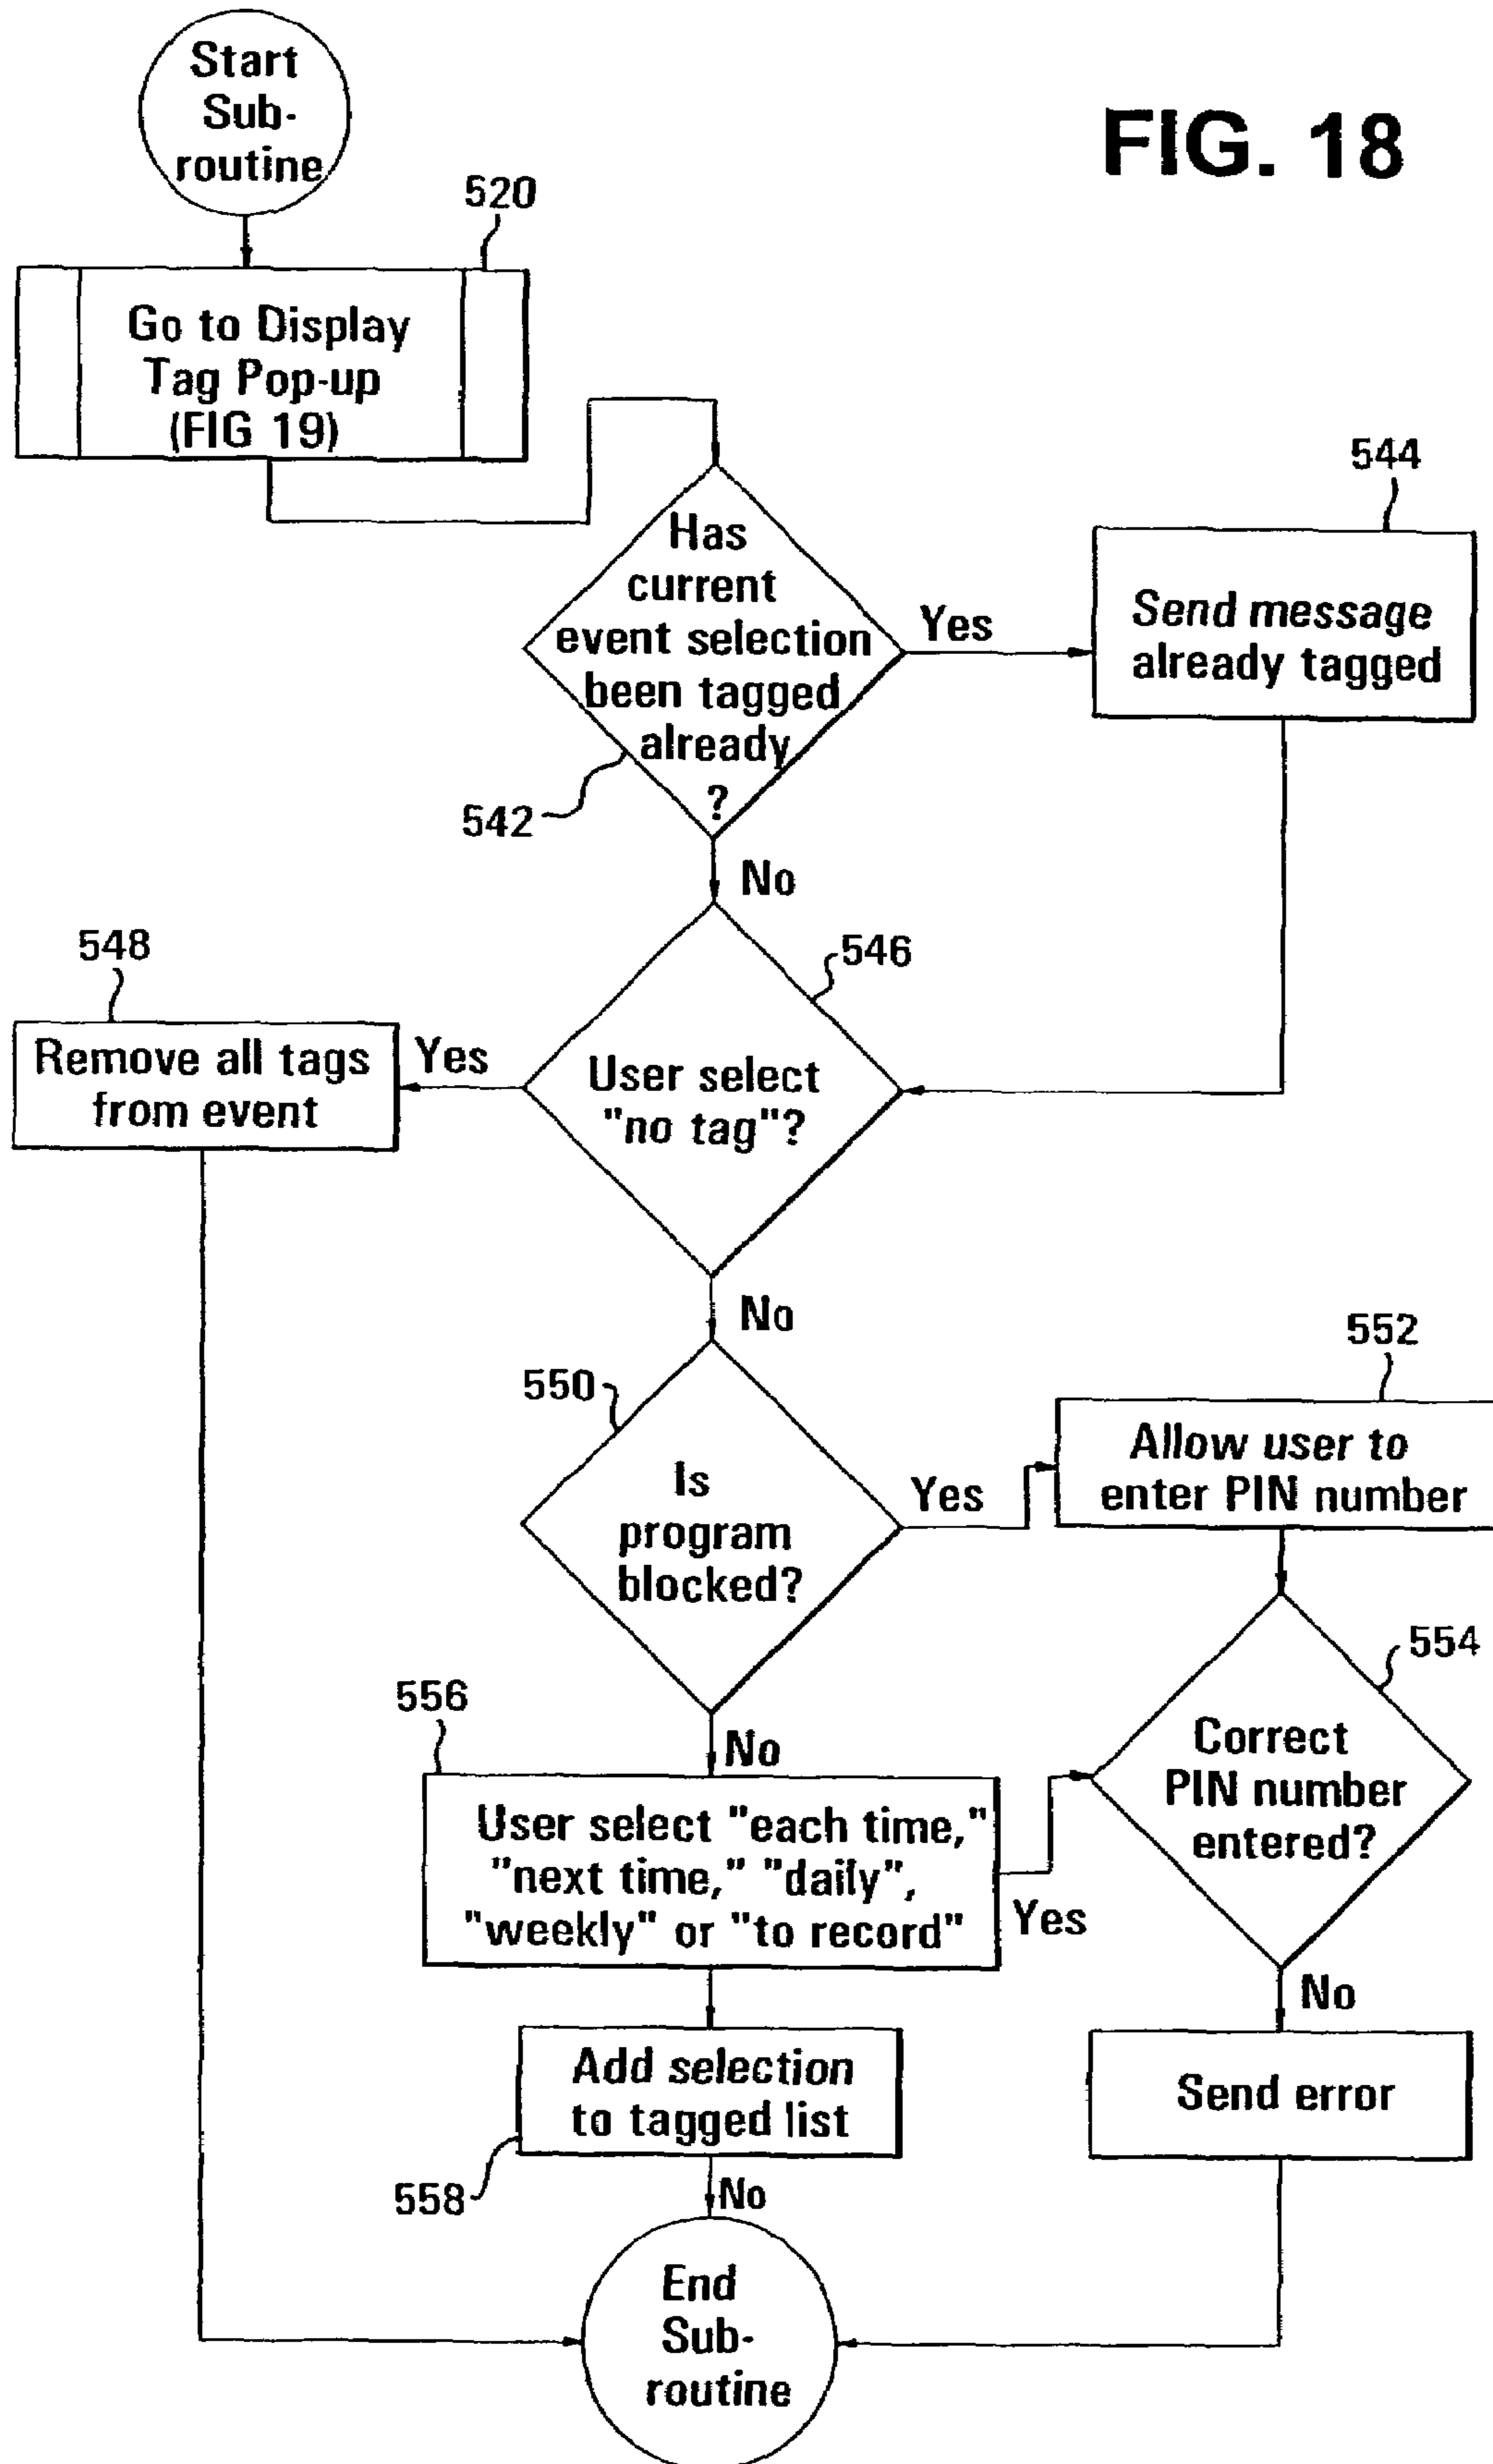 FIG. 18
Start
Sub-
routine
520
Go to Display
Tag Pop-up
(FIG 19)
Has
current
event selection
been tagged
already
?
542
Yes
544
Send message
already tagged
No
546
User select
"no tag"?
Yes
548
Remove all tags
from event
No
550
Is
program
blocked?
Yes
552
Allow user to
enter PIN number
554
Correct
PIN number
entered?
No
556
User select "each time,"
"next time," "daily",
"weekly" or "to record"
Yes
No
Add selection
to tagged list
558
Send error
No
End
Sub-
routine